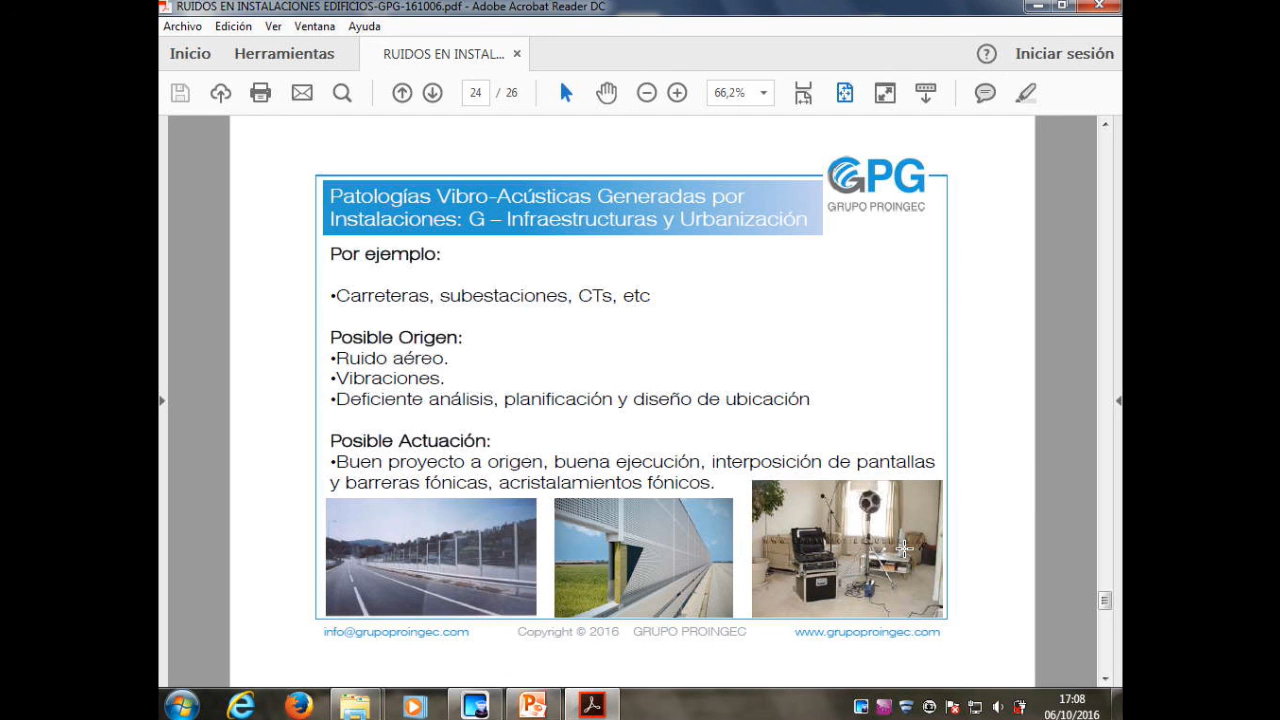 RUIDOS EN INSTALACIONES EDIFICIOS-GPG-161006.pdf - Adobe Acrobat Reader DC
Archivo Edición Ver Ventana Ayuda
Inicio Herramientas RUIDOS EN INSTAL... × Iniciar sesión
24 / 26 66,2%
GPG
GRUPO PROINGEC
Patologías Vibro-Acústicas Generadas por
Instalaciones: G – Infraestructuras y Urbanización
Por ejemplo:
•Carreteras, subestaciones, CTs, etc
Posible Origen:
•Ruido aéreo.
•Vibraciones.
•Deficiente análisis, planificación y diseño de ubicación
Posible Actuación:
•Buen proyecto a origen, buena ejecución, interposición de pantallas
y barreras fónicas, acristalamientos fónicos.
info@grupoproingec.com Copyright © 2016 GRUPO PROINGEC www.grupoproingec.com
17:08
06/10/2016